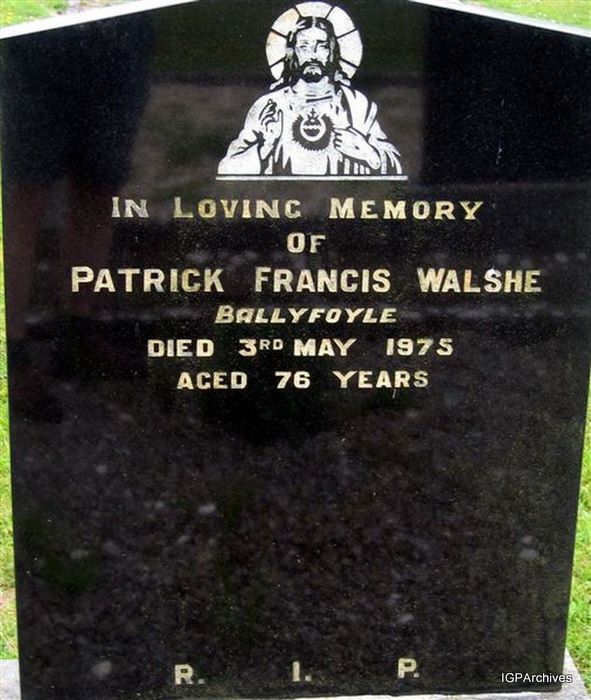 IN LOVING MEMORY
OF
PATRICK FRANCIS WALSHE
BALLYFOYLE
DIED 3RD MAY 1975
AGED 76 YEARS
R. I. P.
IGPArchives